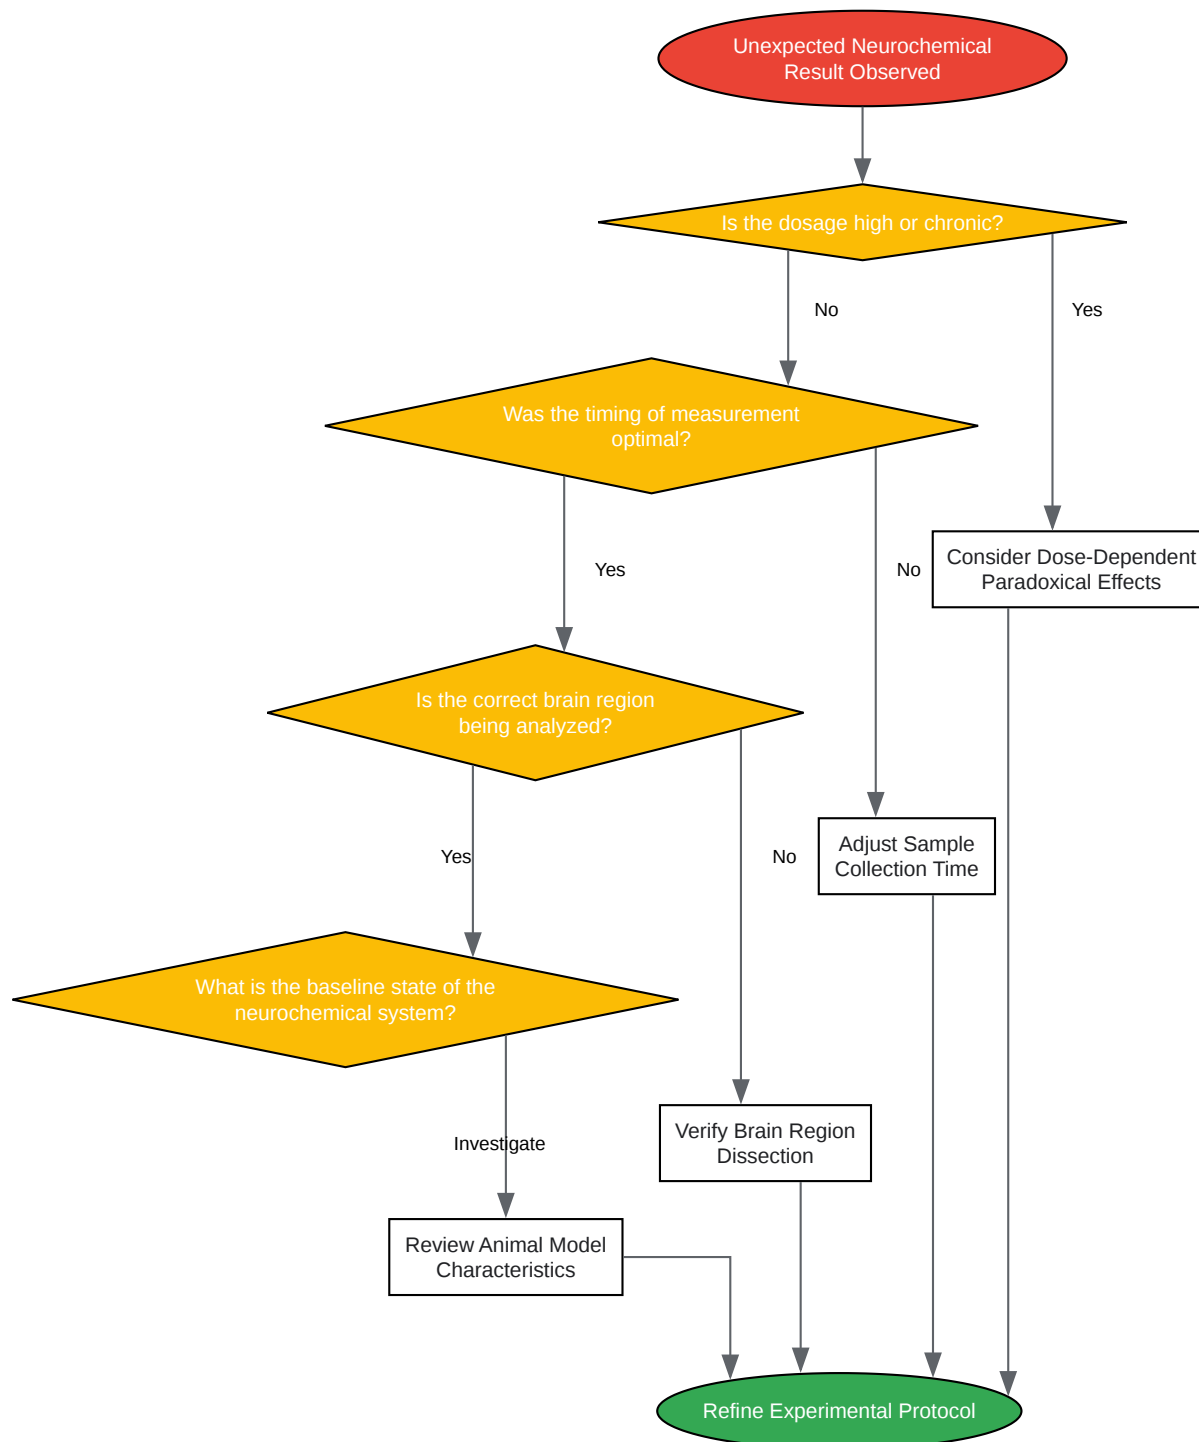 Unexpected Neurochemical
Result Observed
Is the dosage high or chronic?
No
Yes
Was the timing of measurement
optimal?
Yes
No
Consider Dose-Dependent
Paradoxical Effects
Is the correct brain region
being analyzed?
Yes
No
Adjust Sample
Collection Time
What is the baseline state of the
neurochemical system?
Investigate
Verify Brain Region
Dissection
Review Animal Model
Characteristics
Refine Experimental Protocol